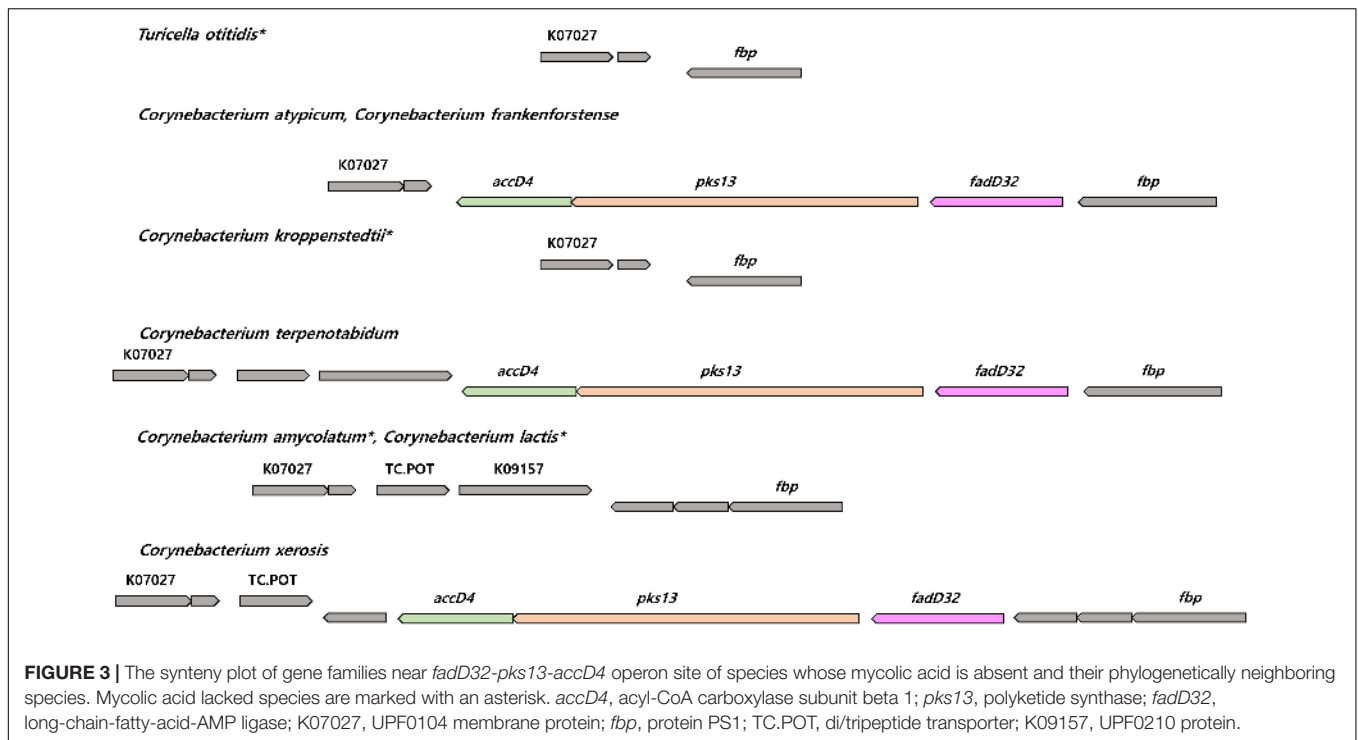 Turicella otitidis*
K07027
fbp
Corynebacterium atypicum, Corynebacterium frankenforstense
K07027
accD4 pks13 fadD32 fbp
Corynebacterium kroppenstedtii*
K07027
fbp
Corynebacterium terpenotabidum
K07027
accD4 pks13 fadD32 fbp
Corynebacterium amycolatum*, Corynebacterium lactis*
K07027 TC.POT K09157
fbp
Corynebacterium xerosis
K07027 TC.POT
accD4 pks13 fadD32 fbp
FIGURE 3 | The synteny plot of gene families near fadD32-pks13-accD4 operon site of species whose mycolic acid is absent and their phylogenetically neighboring
species. Mycolic acid lacked species are marked with an asterisk. accD4, acyl-CoA carboxylase subunit beta 1; pks13, polyketide synthase; fadD32,
long-chain-fatty-acid-AMP ligase; K07027, UPF0104 membrane protein; fbp, protein PS1; TC.POT, di/tripeptide transporter; K09157, UPF0210 protein.